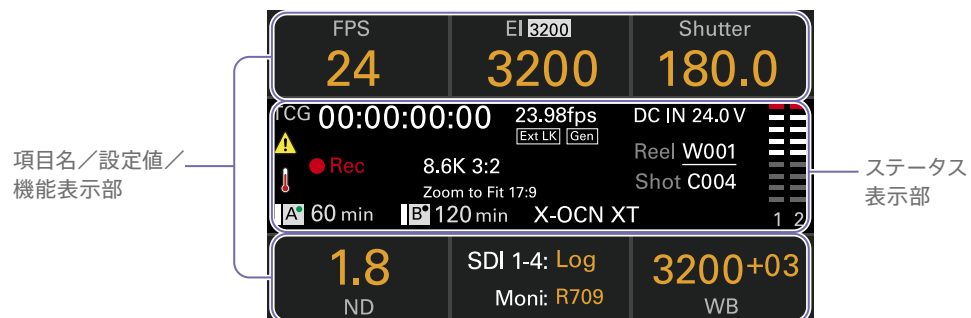 FPS
EI 3200
Shutter
24
3200
180.0
TCG 00:00:00:00
23.98fps
DC IN 24.0 V
Ext LK Gen
Reel W001
Rec
8.6K 3:2
Shot C004
Zoom to Fit 17:9
A 60 min
B 120 min
X-OCN XT
1 2
1.8
ND
SDI 1-4: Log
Moni: R709
3200+03
WB
項目名／設定値／
機能表示部
ステータス
表示部